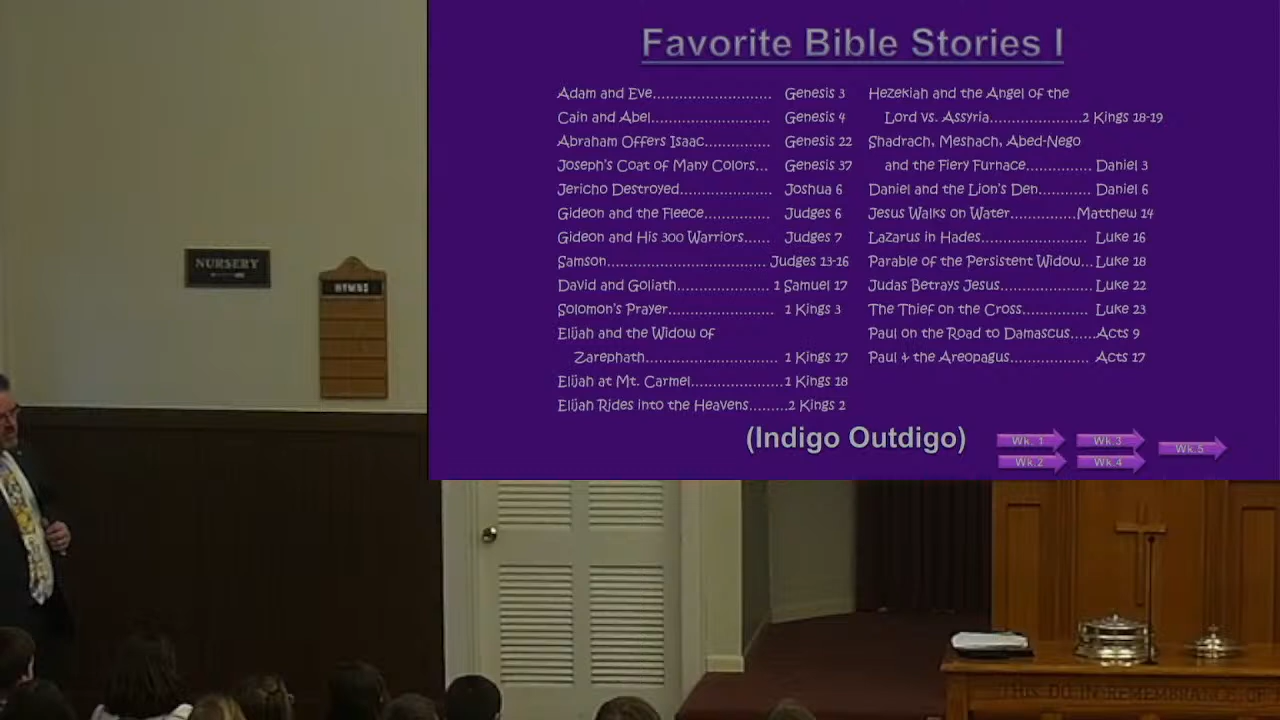 Favorite Bible Stories I
Adam and Eve........................... Genesis 3
Cain and Abel........................... Genesis 4
Abraham Offers Isaac............... Genesis 22
Joseph's Coat of Many Colors... Genesis 37
Jericho Destroyed..................... Joshua 6
Gideon and the Fleece............... Judges 6
Gideon and His 300 Warriors...... Judges 7
Samson.................................... Judges 13-16
David and Goliath..................... 1 Samuel 17
Solomon's Prayer....................... 1 Kings 3
Elijah and the Widow of
Zarephath.............................. 1 Kings 17
Elijah at Mt. Carmel.....................1 Kings 18
Elijah Rides into the Heavens.........2 Kings 2
Hezekiah and the Angel of the
Lord vs. Assyria.....................2 Kings 18-19
Shadrach, Meshach, Abed-Nego
and the Fiery Furnace............... Daniel 3
Daniel and the Lion's Den............ Daniel 6
Jesus Walks on Water...............Matthew 14
Lazarus in Hades........................ Luke 16
Parable of the Persistent Widow...Luke 18
Judas Betrays Jesus..................... Luke 22
The Thief on the Cross............... Luke 23
Paul on the Road to Damascus......Acts 9
Paul & the Areopagus.................. Acts 17
(Indigo Outdigo)
Wk. 1
Wk.3
Wk.5
Wk.2
Wk.4
NURSERY
HYMNS
THIS DO IN REMEMBRANCE OF